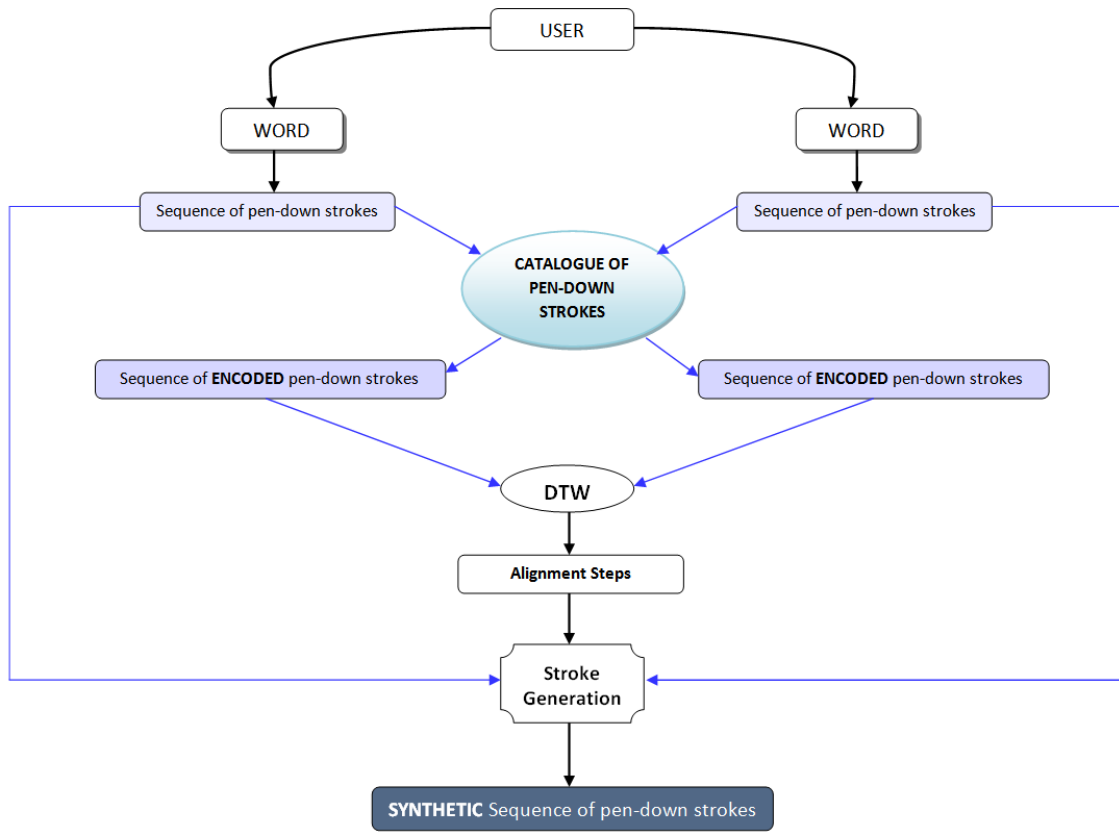 USER
WORD
WORD
Sequence of pen-down strokes
Sequence of pen-down strokes
CATALOGUE OF
PEN-DOWN
STROKES
Sequence of ENCODED pen-down strokes
Sequence of ENCODED pen-down strokes
DTW
Alignment Steps
Stroke
Generation
SYNTHETIC Sequence of pen-down strokes